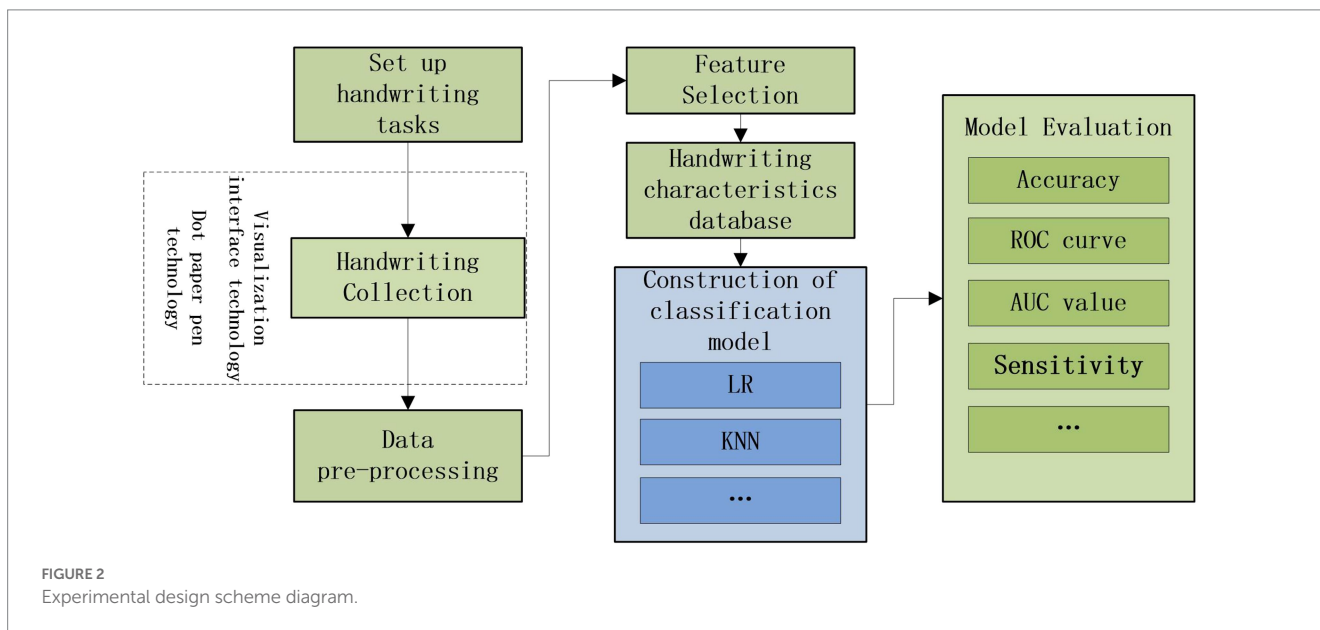 Set up
handwriting
tasks
Visualization
interface technology
Dot paper pen
technology
Handwriting
Collection
Data
pre-processing
Feature
Selection
Handwriting
characteristics
database
Construction of
classification
model
LR
KNN
...
Model Evaluation
Accuracy
ROC curve
AUC value
Sensitivity
...
FIGURE 2
Experimental design scheme diagram.